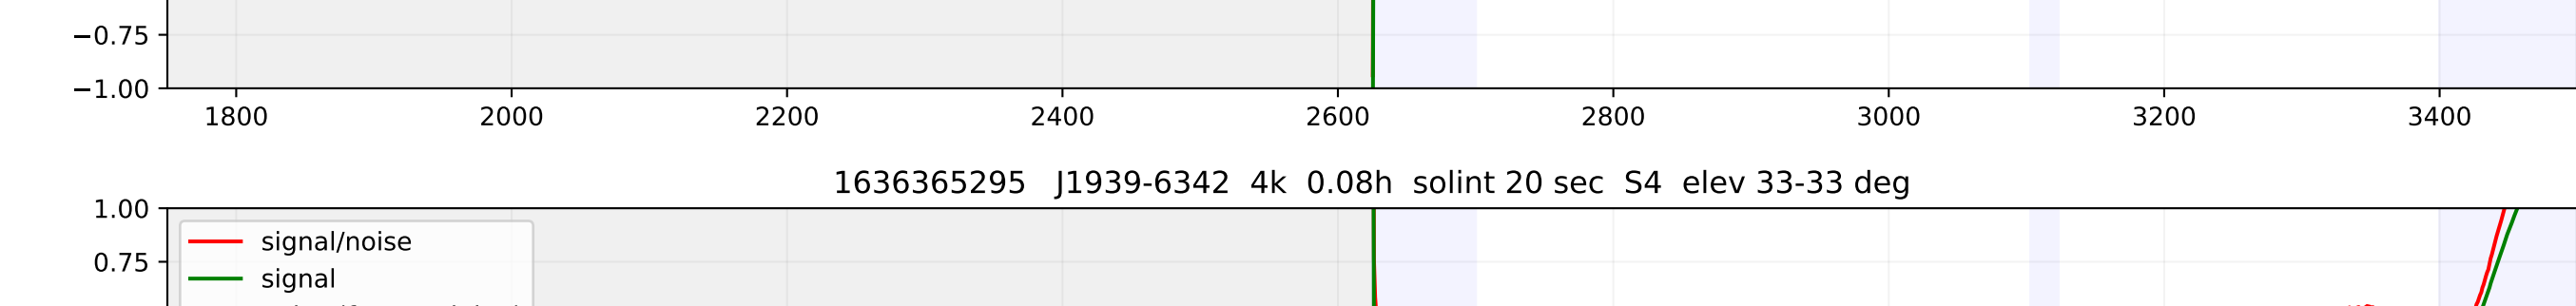 −0.75
−1.00
1800 2000 2200 2400 2600 2800 3000 3200 3400
1636365295 J1939-6342 4k 0.08h solint 20 sec S4 elev 33-33 deg
1.00
signal/noise
0.75
signal